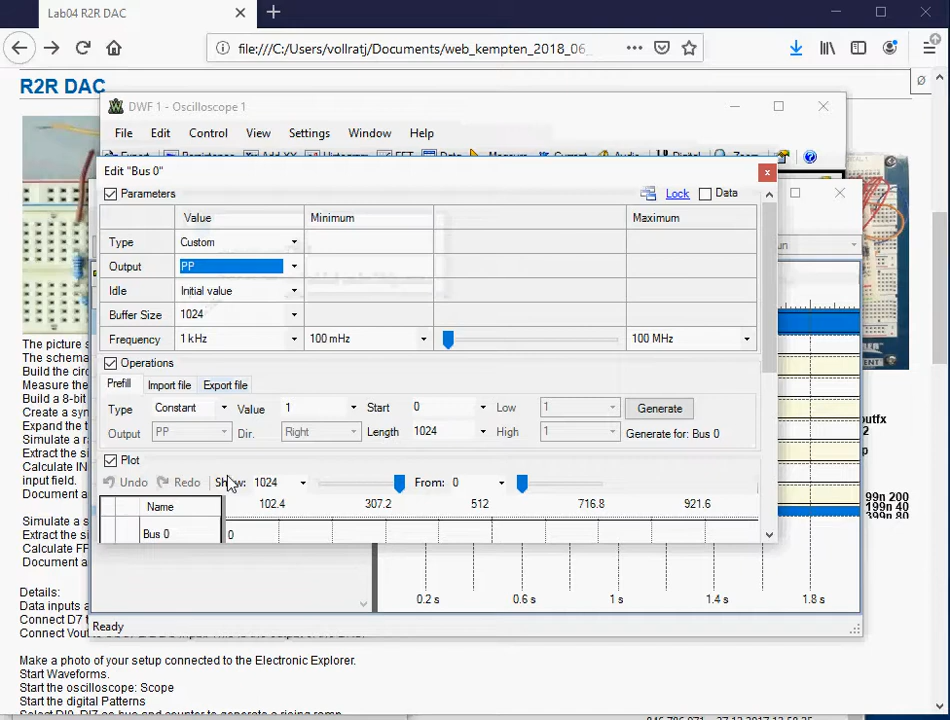 Lab04 R2R DAC
file:///C:/Users/vollratj/Documents/web_kempten_2018_06_
R2R DAC
DWF 1 - Oscilloscope 1
File Edit Control View Settings Window Help
Edit "Bus 0"
Parameters Lock Data
Value Minimum Maximum
Type Custom
Output PP
Idle Initial value
Buffer Size 1024
Frequency 1 kHz 100 mHz 100 MHz
Operations
Prefill Import file Export file
Type Constant Value 1 Start 0 Low 1 Generate
Output PP Dir. Right Length 1024 High 1 Generate for: Bus 0
Plot
Undo Redo Show: 1024 From: 0
Name 102.4 307.2 512 716.8 921.6
Bus 0 0
0.2 s 0.6 s 1 s 1.4 s 1.8 s
Ready
The picture s
The schema
Build the circ
Measure the
Build a 8-bit
Create a syn
Expand the t
Simulate a r
Extract the si
Calculate IN
input field.
Document a
Simulate a s
Extract the si
Calculate FF
Document a
Details:
Data inputs a
Connect D7 t
Make a photo of your setup connected to the Electronic Explorer.
Start Waveforms.
Start the oscilloscope: Scope
Start the digital Patterns